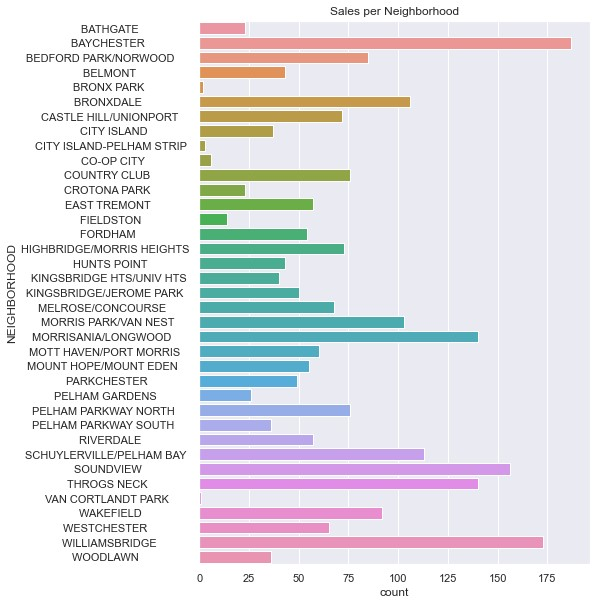 Sales per Neighborhood
NEIGHBORHOOD
BATHGATE
BAYCHESTER
BEDFORD PARK/NORWOOD
BELMONT
BRONX PARK
BRONXDALE
CASTLE HILL/UNIONPORT
CITY ISLAND
CITY ISLAND-PELHAM STRIP
CO-OP CITY
COUNTRY CLUB
CROTONA PARK
EAST TREMONT
FIELDSTON
FORDHAM
HIGHBRIDGE/MORRIS HEIGHTS
HUNTS POINT
KINGSBRIDGE HTS/UNIV HTS
KINGSBRIDGE/JEROME PARK
MELROSE/CONCOURSE
MORRIS PARK/VAN NEST
MORRISANIA/LONGWOOD
MOTT HAVEN/PORT MORRIS
MOUNT HOPE/MOUNT EDEN
PARKCHESTER
PELHAM GARDENS
PELHAM PARKWAY NORTH
PELHAM PARKWAY SOUTH
RIVERDALE
SCHUYLERVILLE/PELHAM BAY
SOUNDVIEW
THROGS NECK
VAN CORTLANDT PARK
WAKEFIELD
WESTCHESTER
WILLIAMSBRIDGE
WOODLAWN
0 25 50 75 100 125 150 175
count